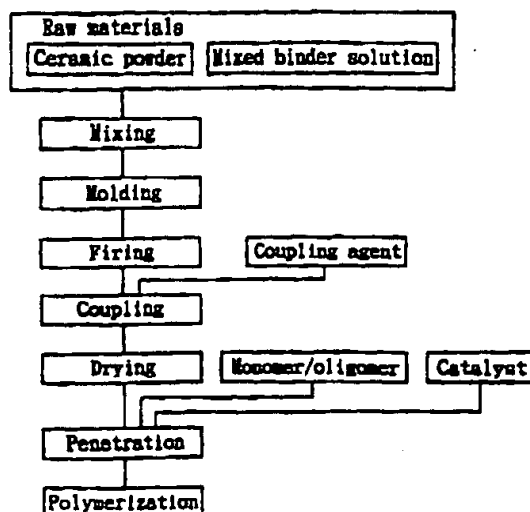 Raw materials
Ceramic powder Mixed binder solution
Mixing
Molding
Firing Coupling agent
Coupling
Drying Monomer/oligomer Catalyst
Penetration
Polymerization